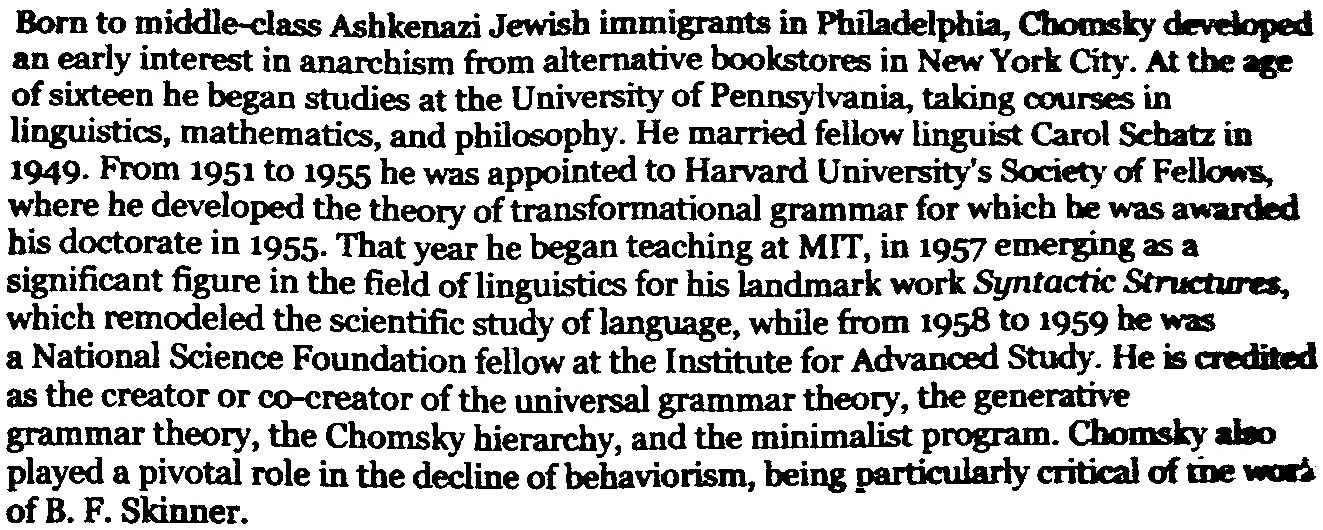 Born to middle-class Ashkenazi Jewish immigrants in Philadelphia, Chomsky developed
an early interest in anarchism from alternative bookstores in New York City. At the age
of sixteen he began studies at the University of Pennsylvania, taking courses in
linguistics, mathematics, and philosophy. He married fellow linguist Carol Schatz in
1949. From 1951 to 1955 he was appointed to Harvard University's Society of Fellows,
where he developed the theory of transformational grammar for which he was awarded
his doctorate in 1955. That year he began teaching at MIT, in 1957 emerging as a
significant figure in the field of linguistics for his landmark work Syntactic Structures,
which remodeled the scientific study of language, while from 1958 to 1959 he was
a National Science Foundation fellow at the Institute for Advanced Study. He is credited
as the creator or co-creator of the universal grammar theory, the generative
grammar theory, the Chomsky hierarchy, and the minimalist program. Chomsky also
played a pivotal role in the decline of behaviorism, being particularly critical of the work
of B. F. Skinner.